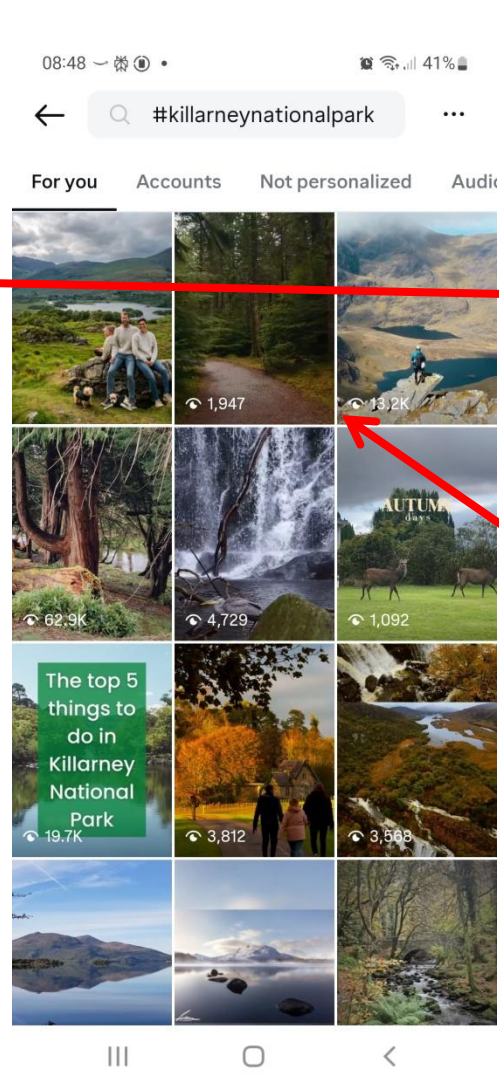 08:48
41%
#killarneynationalpark
For you Accounts Not personalized Audio
1,947
13.2K
62.9K
4,729
AUTUMN
days
1,092
The top 5
things to
do in
Killarney
National
Park
19.7K
3,812
3,568